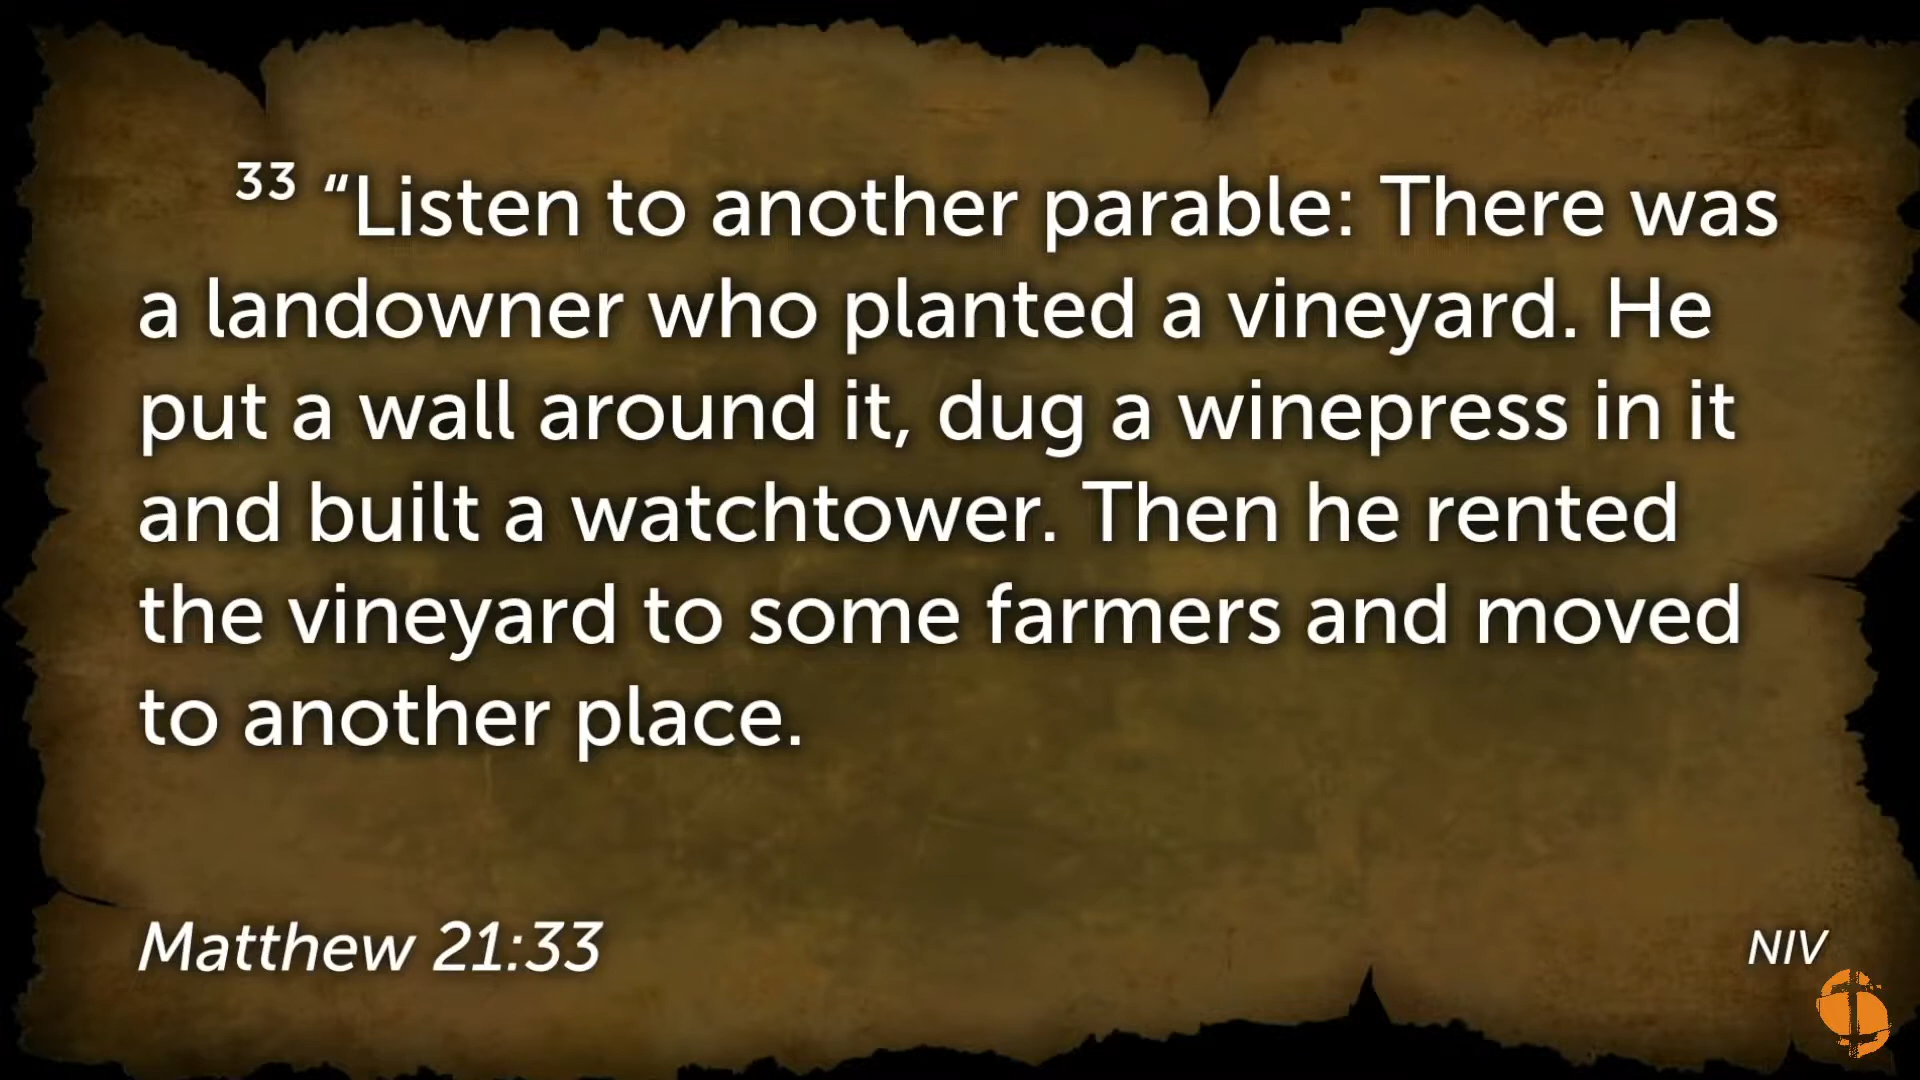 33 “Listen to another parable: There was
a landowner who planted a vineyard. He
put a wall around it, dug a winepress in it
and built a watchtower. Then he rented
the vineyard to some farmers and moved
to another place.
Matthew 21:33
NIV